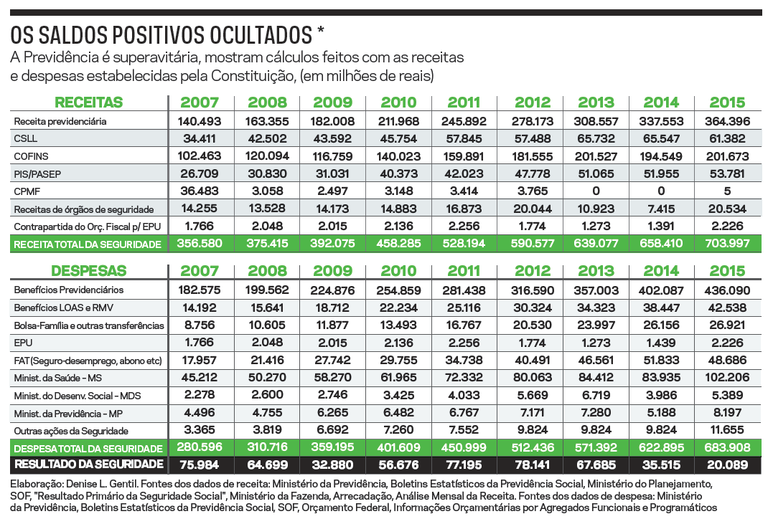 OS SALDOS POSITIVOS OCULTADOS *
A Previdência é superavitária, mostram cálculos feitos com as receitas
e despesas estabelecidas pela Constituição, (em milhões de reais)
RECEITAS 2007 2008 2009 2010 2011 2012 2013 2014 2015
Receita previdenciária 140.493 163.355 182.008 211.968 245.892 278.173 308.557 337.553 364.396
CSLL 34.411 42.502 43.592 45.754 57.845 57.488 65.732 65.547 61.382
COFINS 102.463 120.094 116.759 140.023 159.891 181.555 201.527 194.549 201.673
PIS/PASEP 26.709 30.830 31.031 40.373 42.023 47.778 51.065 51.955 53.781
CPMF 36.483 3.058 2.497 3.148 3.414 3.765 0 0 5
Receitas de órgãos de seguridade 14.255 13.528 14.173 14.883 16.873 20.044 10.923 7.415 20.534
Contrapartida do Orç. Fiscal p/ EPU 1.766 2.048 2.015 2.136 2.256 1.774 1.273 1.391 2.226
RECEITA TOTAL DA SEGURIDADE 356.580 375.415 392.075 458.285 528.194 590.577 639.077 658.410 703.997
DESPESAS 2007 2008 2009 2010 2011 2012 2013 2014 2015
Benefícios Previdenciários 182.575 199.562 224.876 254.859 281.438 316.590 357.003 402.087 436.090
Benefícios LOAS e RMV 14.192 15.641 18.712 22.234 25.116 30.324 34.323 38.447 42.538
Bolsa-Família e outras transferências 8.756 10.605 11.877 13.493 16.767 20.530 23.997 26.156 26.921
EPU 1.766 2.048 2.015 2.136 2.256 1.774 1.273 1.439 2.226
FAT (Seguro-desemprego, abono etc) 17.957 21.416 27.742 29.755 34.738 40.491 46.561 51.833 48.686
Minist. da Saúde - MS 45.212 50.270 58.270 61.965 72.332 80.063 84.412 83.935 102.206
Minist. do Desenv. Social - MDS 2.278 2.600 2.746 3.425 4.033 5.669 6.719 3.986 5.389
Minist. da Previdência - MP 4.496 4.755 6.265 6.482 6.767 7.171 7.280 5.188 8.197
Outras ações da Seguridade 3.365 3.819 6.692 7.260 7.552 9.824 9.824 9.824 11.655
DESPESA TOTAL DA SEGURIDADE 280.596 310.716 359.195 401.609 450.999 512.436 571.392 622.895 683.908
RESULTADO DA SEGURIDADE 75.984 64.699 32.880 56.676 77.195 78.141 67.685 35.515 20.089
Elaboração: Denise L. Gentil. Fontes dos dados de receita: Ministério da Previdência, Boletins Estatísticos da Previdência Social, Ministério do Planejamento,
SOF, "Resultado Primário da Seguridade Social", Ministério da Fazenda, Arrecadação, Análise Mensal da Receita. Fontes dos dados de despesa: Ministério
da Previdência, Boletins Estatísticos da Previdência Social, SOF, Orçamento Federal, Informações Orçamentárias por Agregados Funcionais e Programáticos